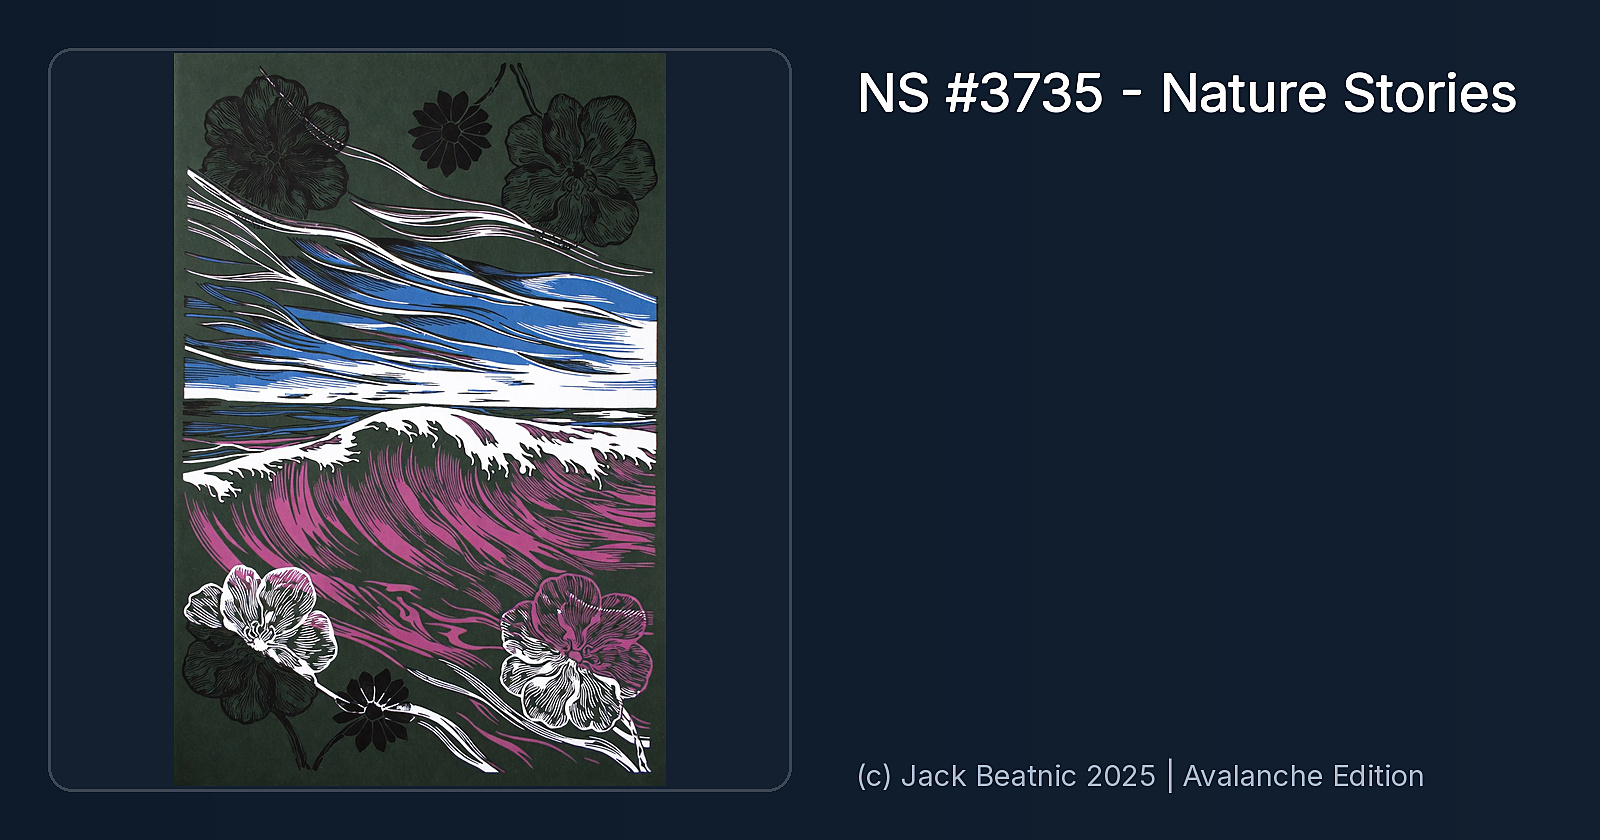 NS #3735 - Nature Stories
(c) Jack Beatnic 2025 | Avalanche Edition